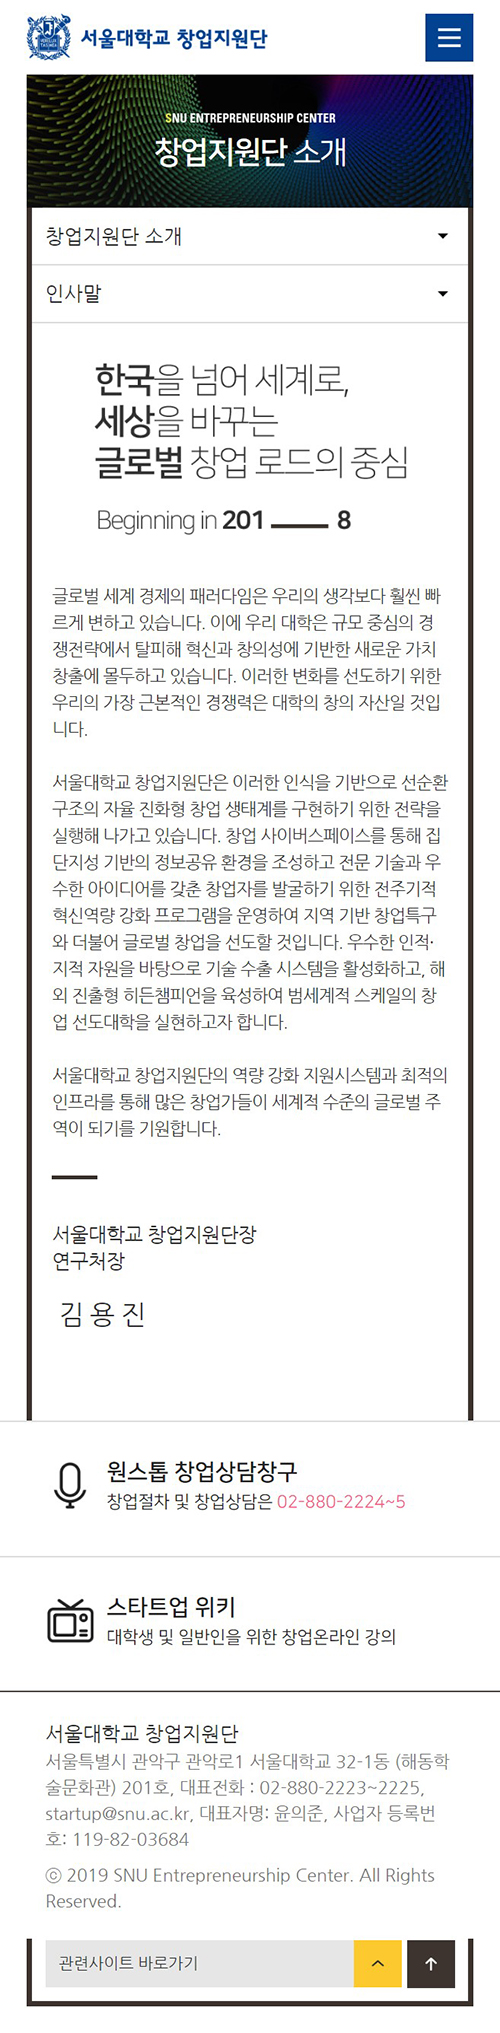 서울대학교 창업지원단
SNU ENTREPRENEURSHIP CENTER
창업지원단 소개
창업지원단 소개
인사말
한국을 넘어 세계로,
세상을 바꾸는
글로벌 창업 로드의 중심
Beginning in 201 8
글로벌 세계 경제의 패러다임은 우리의 생각보다 훨씬 빠
르게 변하고 있습니다. 이에 우리 대학은 규모 중심의 경
쟁전략에서 탈피해 혁신과 창의성에 기반한 새로운 가치
창출에 몰두하고 있습니다. 이러한 변화를 선도하기 위한
우리의 가장 근본적인 경쟁력은 대학의 창의 자산일 것입
니다.
서울대학교 창업지원단은 이러한 인식을 기반으로 선순환
구조의 자율 진화형 창업 생태계를 구현하기 위한 전략을
실행해 나가고 있습니다. 창업 사이버스페이스를 통해 집
단지성 기반의 정보공유 환경을 조성하고 전문 기술과 우
수한 아이디어를 갖춘 창업자를 발굴하기 위한 전주기적
혁신역량 강화 프로그램을 운영하여 지역 기반 창업특구
와 더불어 글로벌 창업을 선도할 것입니다. 우수한 인적·
지적 자원을 바탕으로 기술 수출 시스템을 활성화하고, 해
외 진출형 히든챔피언을 육성하여 범세계적 스케일의 창
업 선도대학을 실현하고자 합니다.
서울대학교 창업지원단의 역량 강화 지원시스템과 최적의
인프라를 통해 많은 창업가들이 세계적 수준의 글로벌 주
역이 되기를 기원합니다.
서울대학교 창업지원단장
연구처장
김 용 진
원스톱 창업상담창구
창업절차 및 창업상담은 02-880-2224~5
스타트업 위키
대학생 및 일반인을 위한 창업온라인 강의
서울대학교 창업지원단
서울특별시 관악구 관악로1 서울대학교 32-1동 (해동학
술문화관) 201호, 대표전화 : 02-880-2223~2225,
startup@snu.ac.kr, 대표자명: 윤의준, 사업자 등록번
호: 119-82-03684
ⓒ 2019 SNU Entrepreneurship Center. All Rights
Reserved.
관련사이트 바로가기